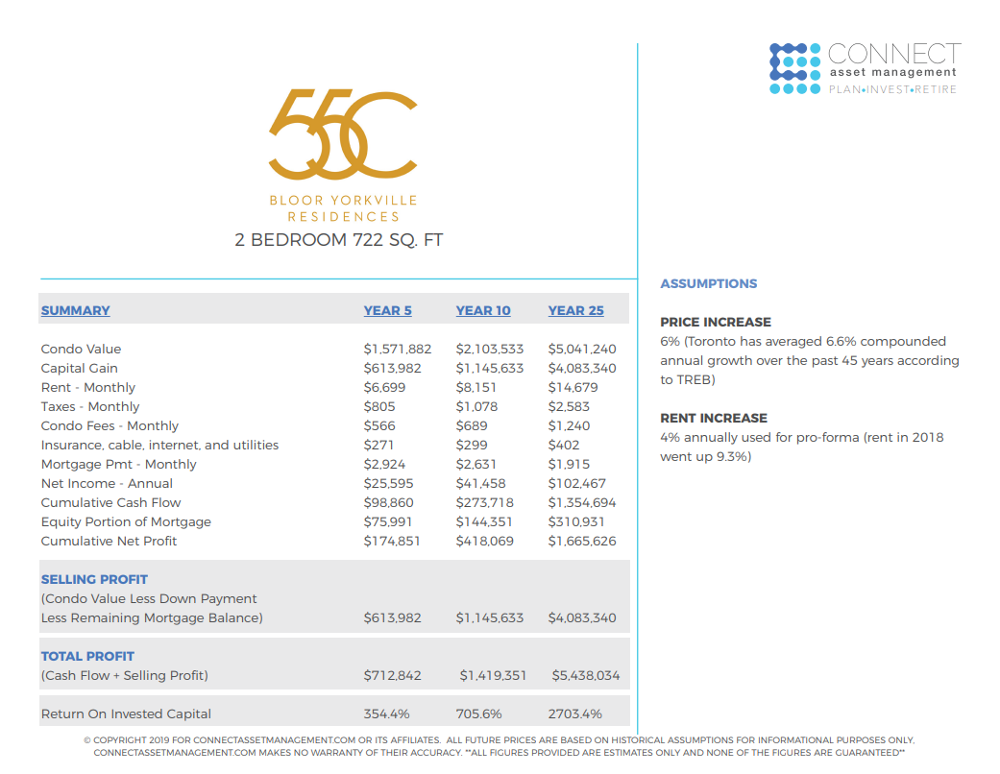 CONNECT
asset management
PLAN•INVEST•RETIRE
55C
BLOOR YORKVILLE
RESIDENCES
2 BEDROOM 722 SQ. FT
SUMMARY YEAR 5 YEAR 10 YEAR 25
Condo Value $1,571,882 $2,103,533 $5,041,240
Capital Gain $613,982 $1,145,633 $4,083,340
Rent - Monthly $6,699 $8,151 $14,679
Taxes - Monthly $805 $1,078 $2,583
Condo Fees - Monthly $566 $689 $1,240
Insurance, cable, internet, and utilities $271 $299 $402
Mortgage Pmt - Monthly $2,924 $2,631 $1,915
Net Income - Annual $25,595 $41,458 $102,467
Cumulative Cash Flow $98,860 $273,718 $1,354,694
Equity Portion of Mortgage $75,991 $144,351 $310,931
Cumulative Net Profit $174,851 $418,069 $1,665,626
SELLING PROFIT
(Condo Value Less Down Payment
Less Remaining Mortgage Balance) $613,982 $1,145,633 $4,083,340
TOTAL PROFIT
(Cash Flow + Selling Profit) $712,842 $1,419,351 $5,438,034
Return On Invested Capital 354.4% 705.6% 2703.4%
ASSUMPTIONS
PRICE INCREASE
6% (Toronto has averaged 6.6% compounded
annual growth over the past 45 years according
to TREB)
RENT INCREASE
4% annually used for pro-forma (rent in 2018
went up 9.3%)
© COPYRIGHT 2019 FOR CONNECTASSETMANAGEMENT.COM OR ITS AFFILIATES. ALL FUTURE PRICES ARE BASED ON HISTORICAL ASSUMPTIONS FOR INFORMATIONAL PURPOSES ONLY,
CONNECTASSETMANAGEMENT.COM MAKES NO WARRANTY OF THEIR ACCURACY. **ALL FIGURES PROVIDED ARE ESTIMATES ONLY AND NONE OF THE FIGURES ARE GUARANTEED**